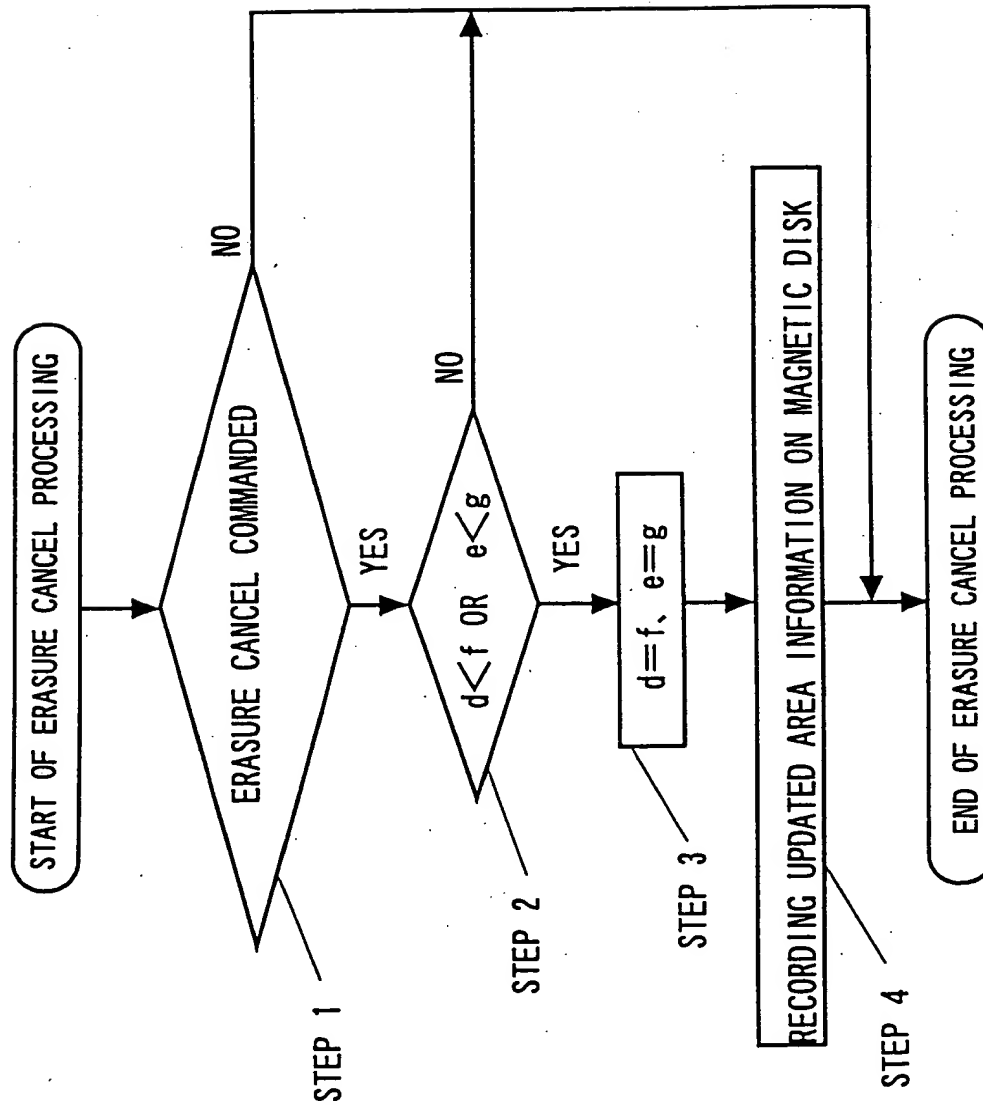 START OF ERASURE CANCEL PROCESSING
ERASURE CANCEL COMMANDED
NO
STEP 1
YES
d<f OR e<g
NO
STEP 2
YES
d=f、e=g
STEP 3
RECORDING UPDATED AREA INFORMATION ON MAGNETIC DISK
STEP 4
END OF ERASURE CANCEL PROCESSING